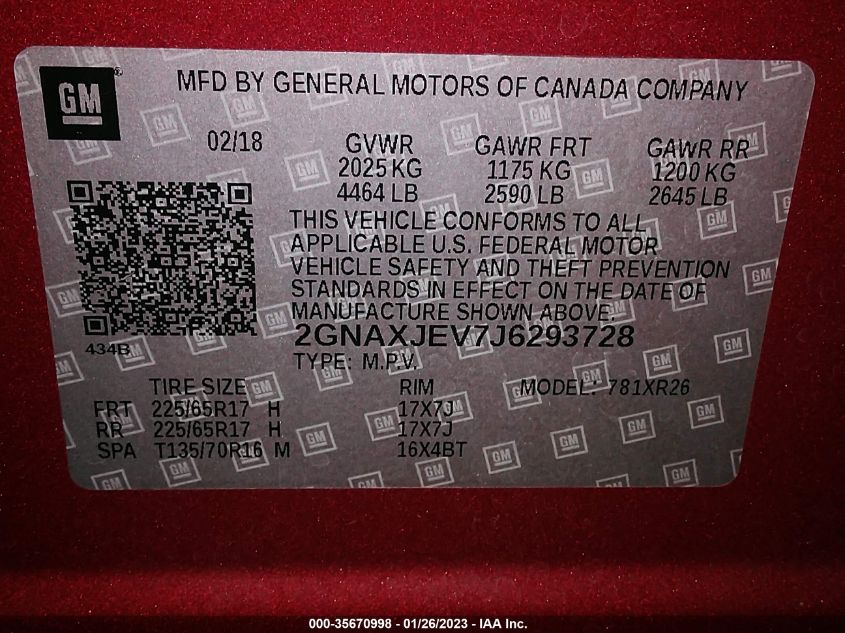 GM
MFD BY GENERAL MOTORS OF CANADA COMPANY
02/18 GVWR GAWR FRT GAWR RR
2025 KG 1175 KG 1200 KG
4464 LB 2590 LB 2645 LB
THIS VEHICLE CONFORMS TO ALL
APPLICABLE U.S. FEDERAL MOTOR
VEHICLE SAFETY AND THEFT PREVENTION
STANDARDS IN EFFECT ON THE DATE OF
MANUFACTURE SHOWN ABOVE.
2GNAXJEV7J6293728
434B
TYPE: M.P.V.
TIRE SIZE RIM MODEL: 781XR26
FRT 225/65R17 H 17X7J
RR 225/65R17 H 17X7J
SPA T135/70R16 M 16X4BT
000-35670998 - 01/26/2023 - IAA Inc.